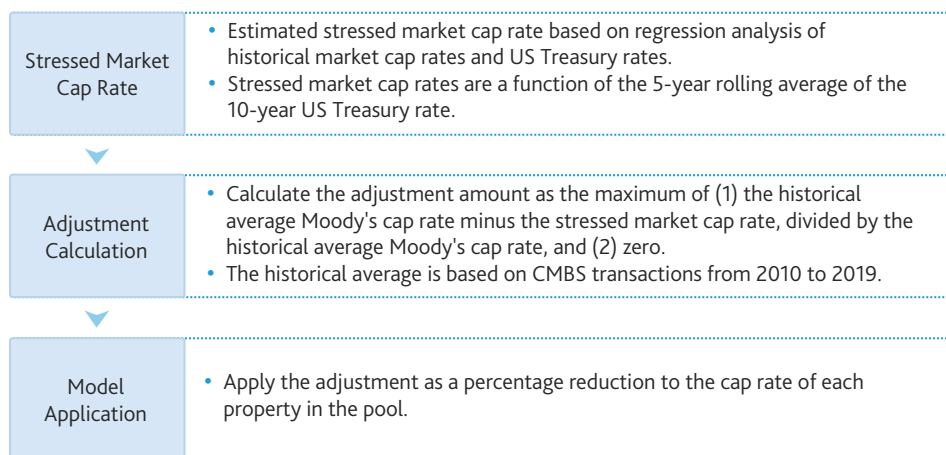 Stressed Market
Cap Rate
• Estimated stressed market cap rate based on regression analysis of
historical market cap rates and US Treasury rates.
• Stressed market cap rates are a function of the 5-year rolling average of the
10-year US Treasury rate.
Adjustment
Calculation
• Calculate the adjustment amount as the maximum of (1) the historical
average Moody's cap rate minus the stressed market cap rate, divided by the
historical average Moody's cap rate, and (2) zero.
• The historical average is based on CMBS transactions from 2010 to 2019.
Model
Application
• Apply the adjustment as a percentage reduction to the cap rate of each
property in the pool.